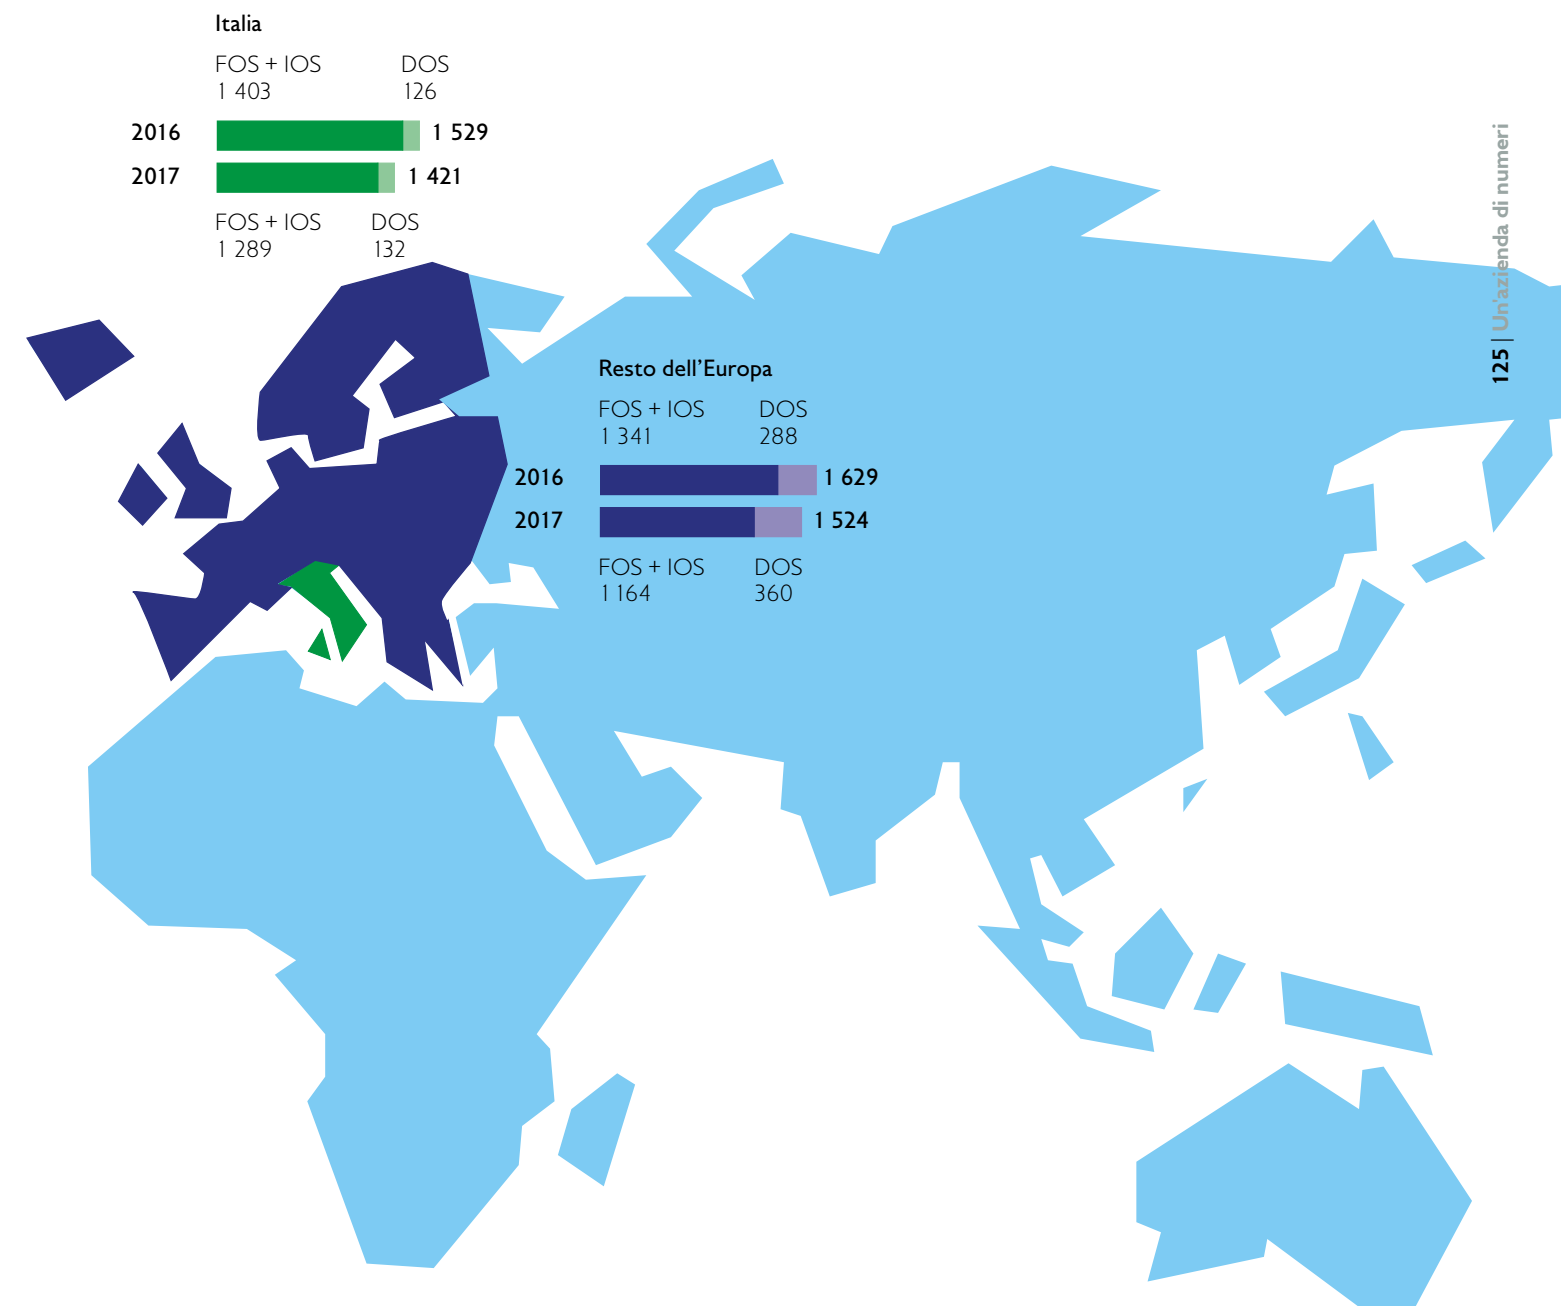 Italia
FOS + IOS DOS
1 403 126
2016 1 529
2017 1 421
FOS + IOS DOS
1 289 132
Resto dell'Europa
FOS + IOS DOS
1 341 288
2016 1 629
2017 1 524
FOS + IOS DOS
1 164 360
125 | Un'azienda di numeri